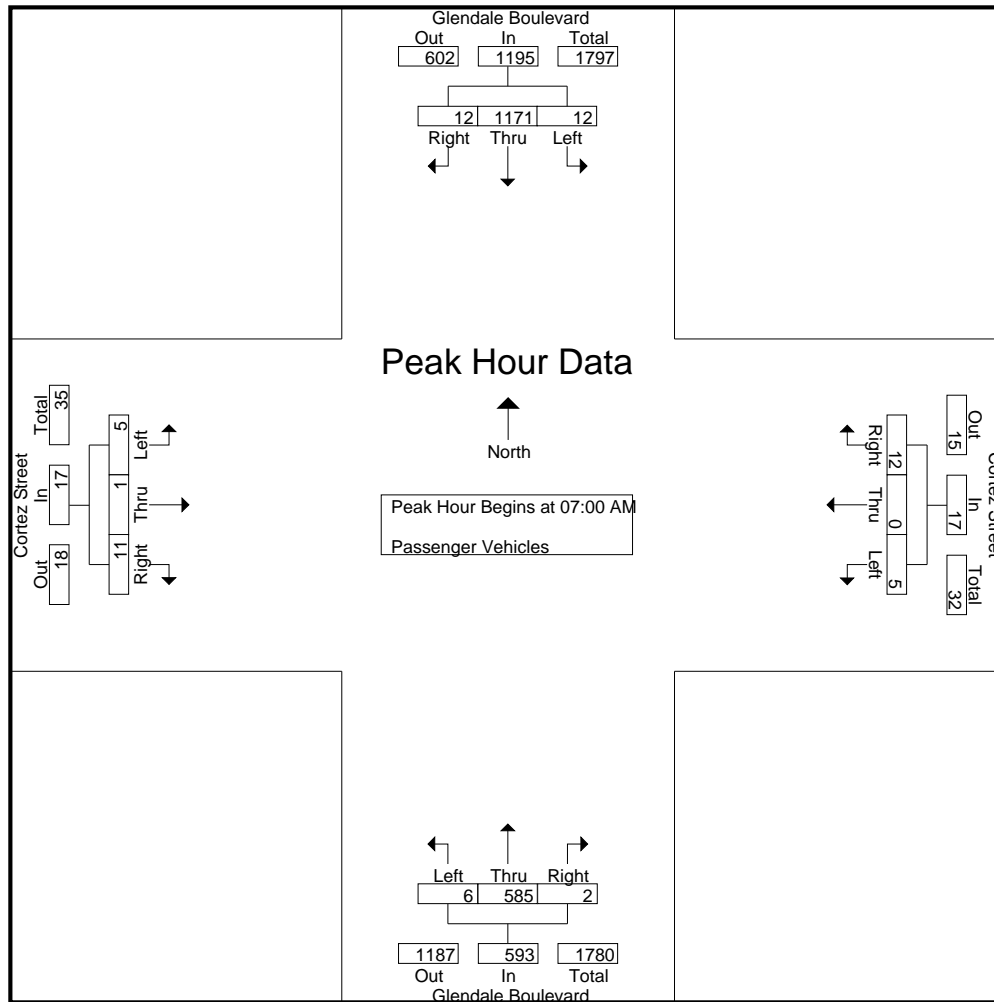 Glendale Boulevard
Out In Total
602 1195 1797
12 1171 12
Right Thru Left
Peak Hour Data
North
Peak Hour Begins at 07:00 AM
Passenger Vehicles
Cortez Street
Total In Out
35 17 18
5 1 11
Left Thru Right
Cortez Street
Out In Total
15 17 32
12 0 5
Right Thru Left
Left Thru Right
6 585 2
1187 593 1780
Out In Total
Glendale Boulevard